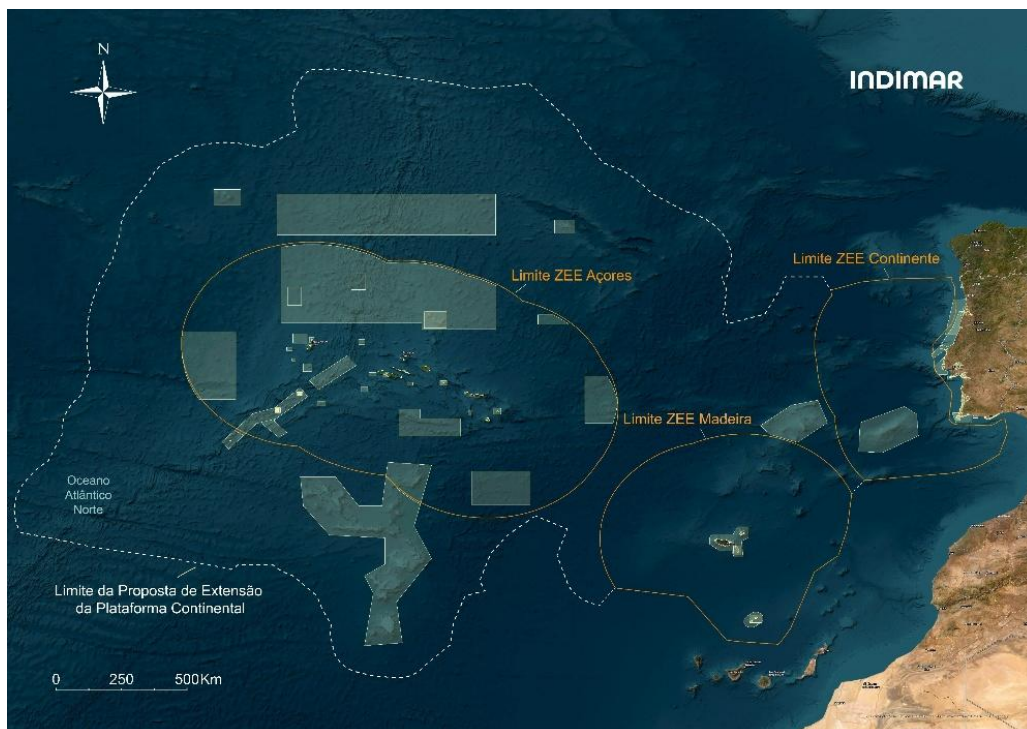 N
INDIMAR
Limite ZEE Continente
Limite ZEE Açores
Limite ZEE Madeira
Oceano
Atlântico
Norte
Limite da Proposta de Extensão
da Plataforma Continental
0 250 500Km